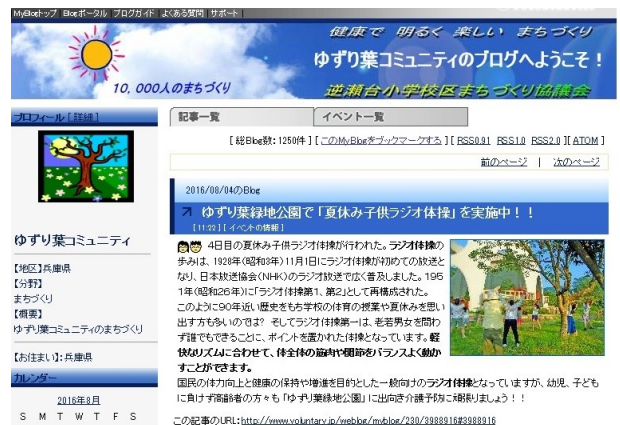 MyBlogトップ Blogポータル ブログガイド よくある質問 サポート
健康で 明るく 楽しい まちづくり
ゆずり葉コミュニティのブログへようこそ！
10,000人のまちづくり
逆瀬台小学校区まちづくり協議会
プロフィール [詳細]
ゆずり葉コミュニティ
【地区】兵庫県
【分野】
まちづくり
【概要】
ゆずり葉コミュニティのまちづくり
【お住まい】:兵庫県
カレンダー
2016年8月
S M T W T F S
記事一覧
イベント一覧
[ 総Blog数: 1250件 ] [ このMyBlogをブックマークする ] [ RSS0.91 RSS1.0 RSS2.0 ][ ATOM ]
前のページ | 次のページ
2016/08/04のBlog
ゆずり葉緑地公園で「夏休み子供ラジオ体操」を実施中！！
[ 11:22 ] [ イベントの情報 ]
4日目の夏休み子供ラジオ体操が行われた。ラジオ体操の
歩みは、1928年(昭和3年)11月1日にラジオ体操が初めての放送と
なり、日本放送協会(NHK)のラジオ放送で広く普及しました。195
1年(昭和26年)に「ラジオ体操第1、第2」として再構成された。
このように90年近い歴史をもち学校の体育の授業や夏休みを思い
出す方も多いのでは？ そしてラジオ体操第一は、老若男女を問わ
ず誰でもできることに、ポイントを置かれた体操となっています。軽
快なリズムに合わせて、体全体の筋肉や関節をバランスよく動か
すことができます。
国民の体力向上と健康の保持や増進を目的とした一般向けのラジオ体操となっていますが、幼児、子ども
に負けず高齢者の方々も「ゆずり葉緑地公園」に出向き介護予防に頑張りましょう！！
この記事のURL: http://www.voluntary.jp/weblog/myblog/230/3988916#3988916